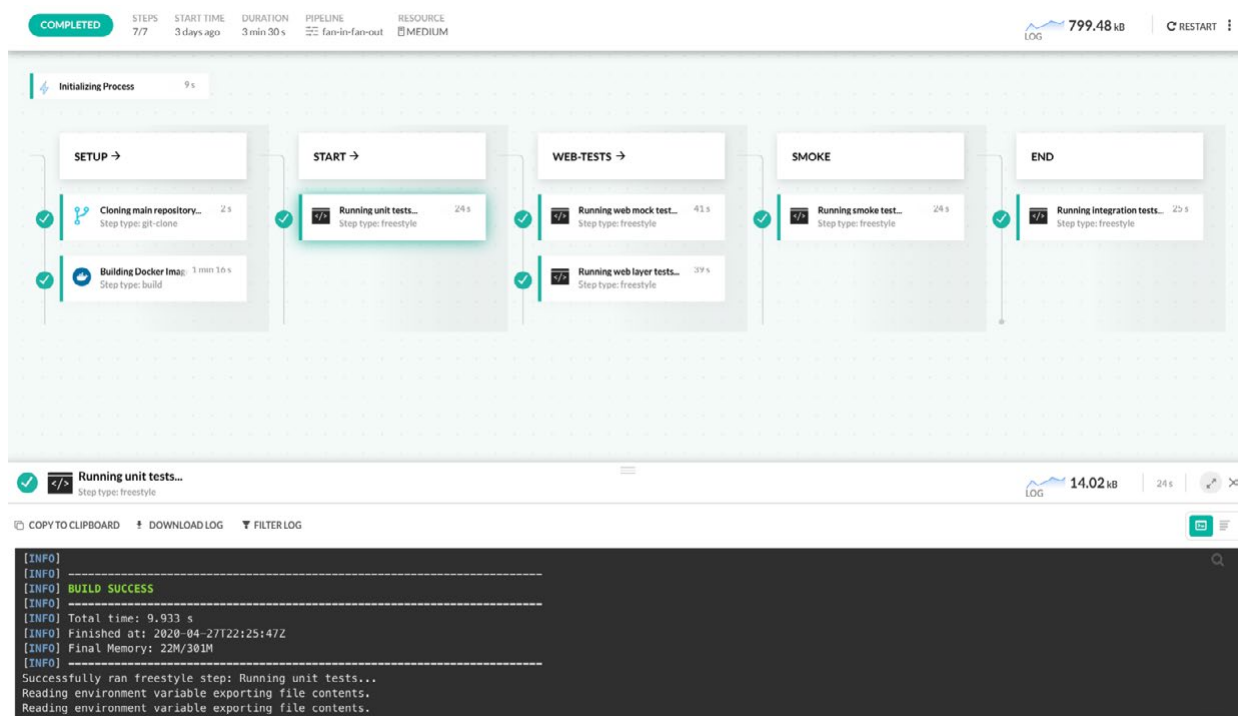 COMPLETED
STEPS
7/7
START TIME
3 days ago
DURATION
3 min 30 s
PIPELINE
fan-in-fan-out
RESOURCE
MEDIUM
LOG
799.48 kB
RESTART
Initializing Process 9 s
SETUP →
Cloning main repository... 2 s
Step type: git-clone
Building Docker Imag 1 min 16 s
Step type: build
START →
Running unit tests... 24 s
Step type: freestyle
WEB-TESTS →
Running web mock test... 41 s
Step type: freestyle
Running web layer tests... 39 s
Step type: freestyle
SMOKE
Running smoke test... 24 s
Step type: freestyle
END
Running integration tests... 25 s
Step type: freestyle
Running unit tests...
Step type: freestyle
LOG
14.02 kB
24 s
COPY TO CLIPBOARD
DOWNLOAD LOG
FILTER LOG
[INFO]
[INFO] ------------------------------------------------------------------------
[INFO] BUILD SUCCESS
[INFO] ------------------------------------------------------------------------
[INFO] Total time: 9.933 s
[INFO] Finished at: 2020-04-27T22:25:47Z
[INFO] Final Memory: 22M/301M
[INFO] ------------------------------------------------------------------------
Successfully ran freestyle step: Running unit tests...
Reading environment variable exporting file contents.
Reading environment variable exporting file contents.